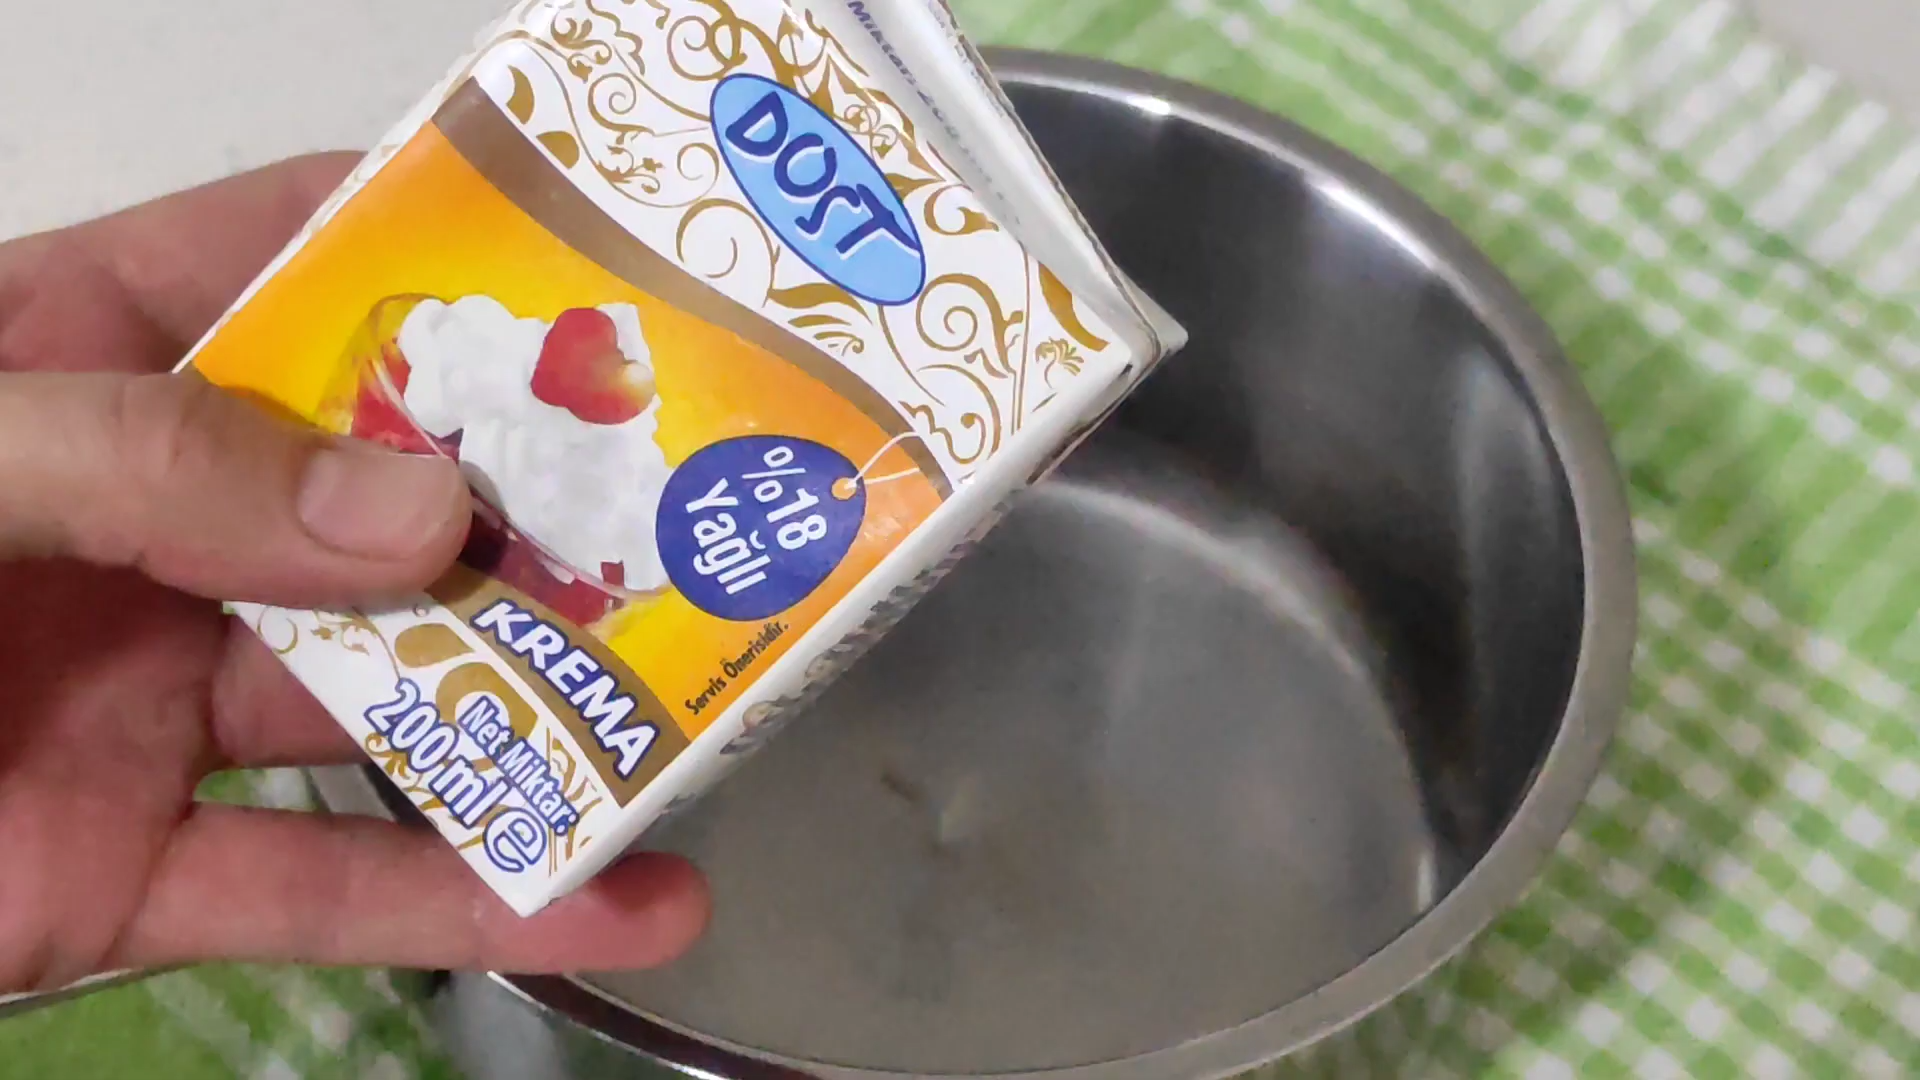 DOST
%18
Yağlı
KREMA
Servis Önerisidir.
Net Miktar:
200 ml e